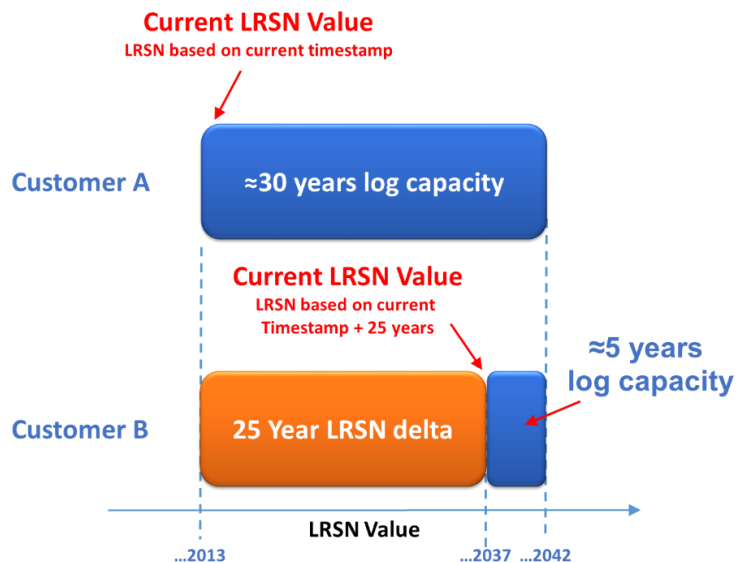 Current LRSN Value
LRSN based on current timestamp
Customer A
≈30 years log capacity
Current LRSN Value
LRSN based on current
Timestamp + 25 years
≈5 years
log capacity
Customer B
25 Year LRSN delta
LRSN Value
...2013
...2037
...2042